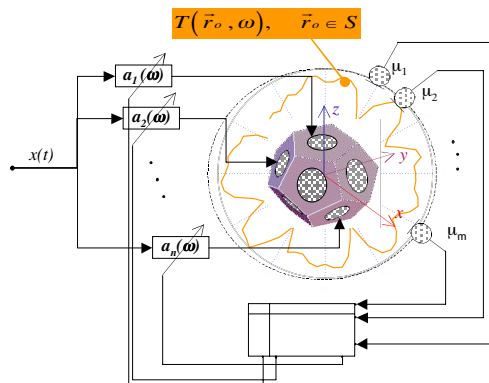 T(r⃗ₒ, ω), r⃗ₒ ∈ S
a₁(ω)
μ₁
a₂(ω)
μ₂
z
y
x(t)
x
aₙ(ω)
μₘ